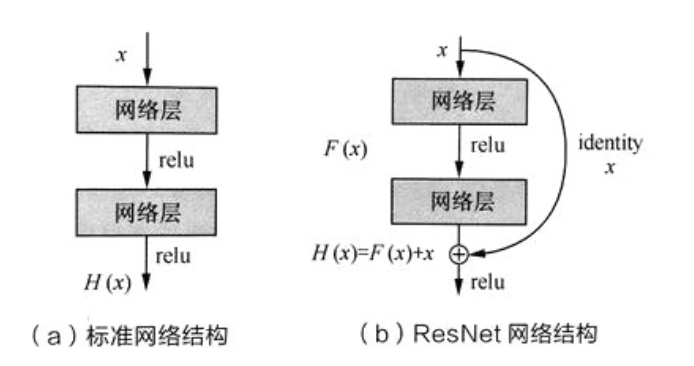 x
网络层
relu
网络层
relu
H(x)
(a)标准网络结构
x
网络层
F(x)
relu
identity
x
网络层
H(x)=F(x)+x
relu
(b)ResNet 网络结构